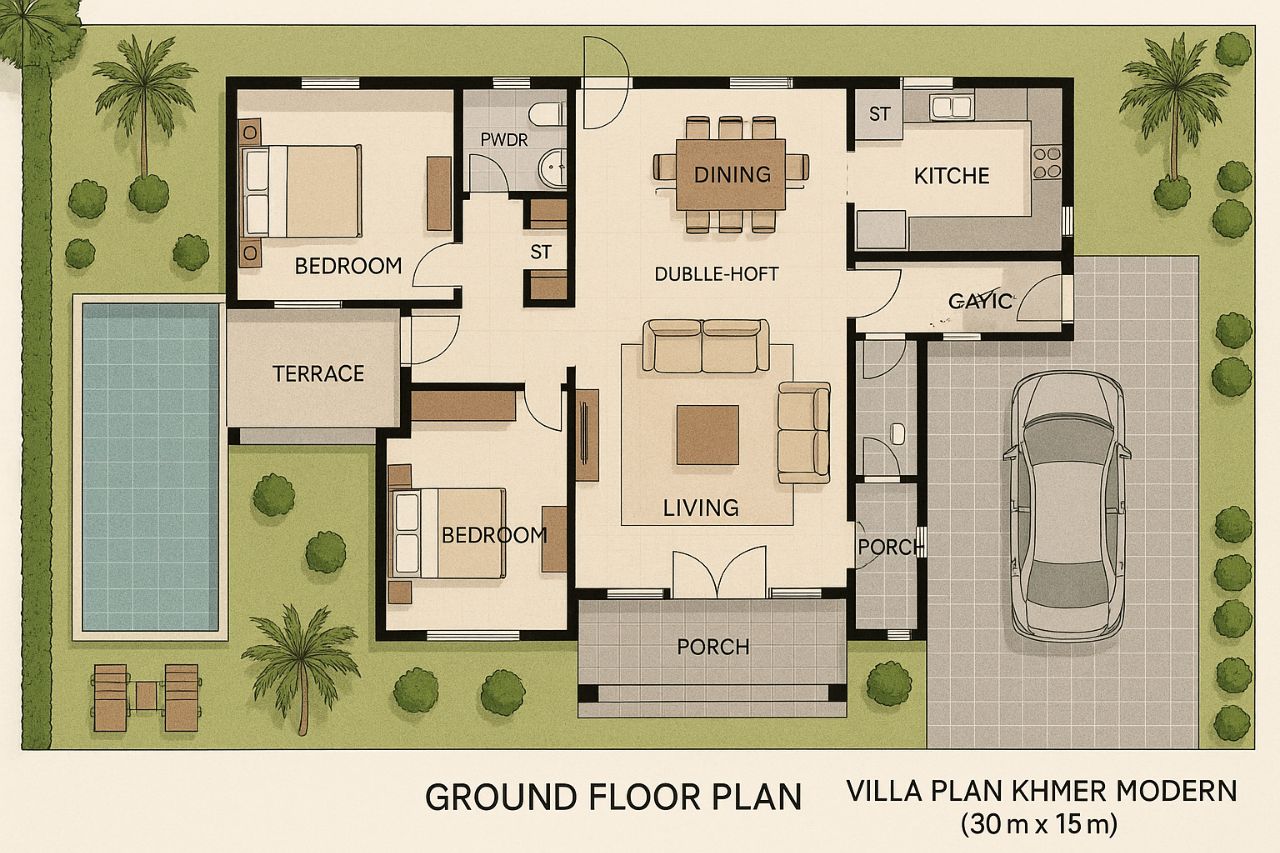 PWDR
ST
DINING
KITCHE
BEDROOM
ST
DUBLLE-HOFT
GAYIC
TERRACE
LIVING
BEDROOM
PORCH
PORCH
GROUND FLOOR PLAN
VILLA PLAN KHMER MODERN
(30 m x 15 m)